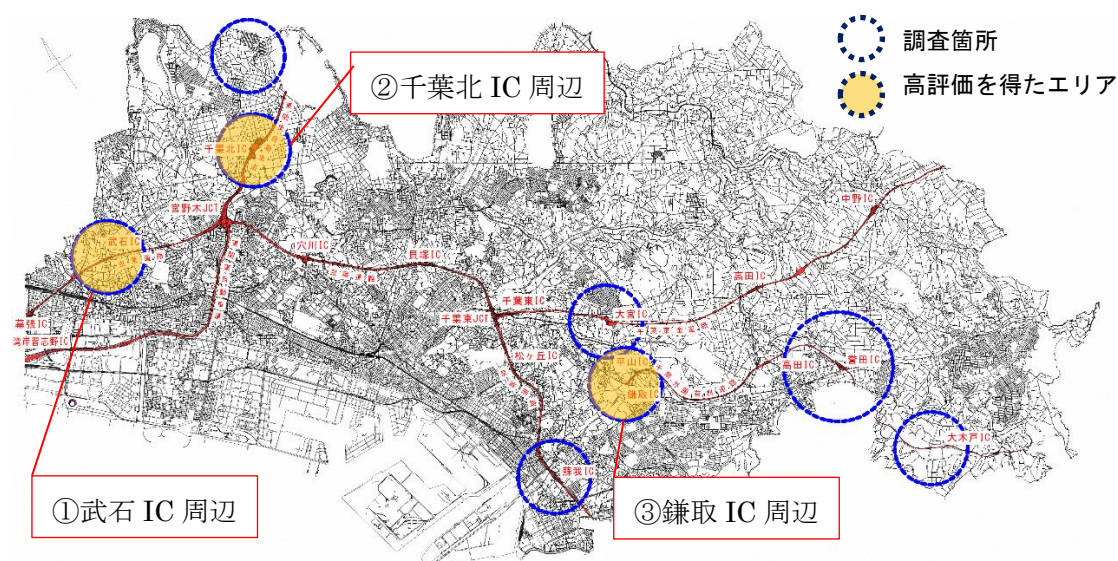 調査箇所
高評価を得たエリア
②千葉北 IC 周辺
千葉北IC
宮野木JCT
武石IC
穴川IC
貝塚IC
中野IC
高田IC
千葉東IC
大宮IC
幕張IC
湾岸習志野IC
千葉東JCT
松ヶ丘IC
平山IC
鎌取IC
高田IC
誉田IC
大木戸IC
蘇我IC
①武石 IC 周辺
③鎌取 IC 周辺